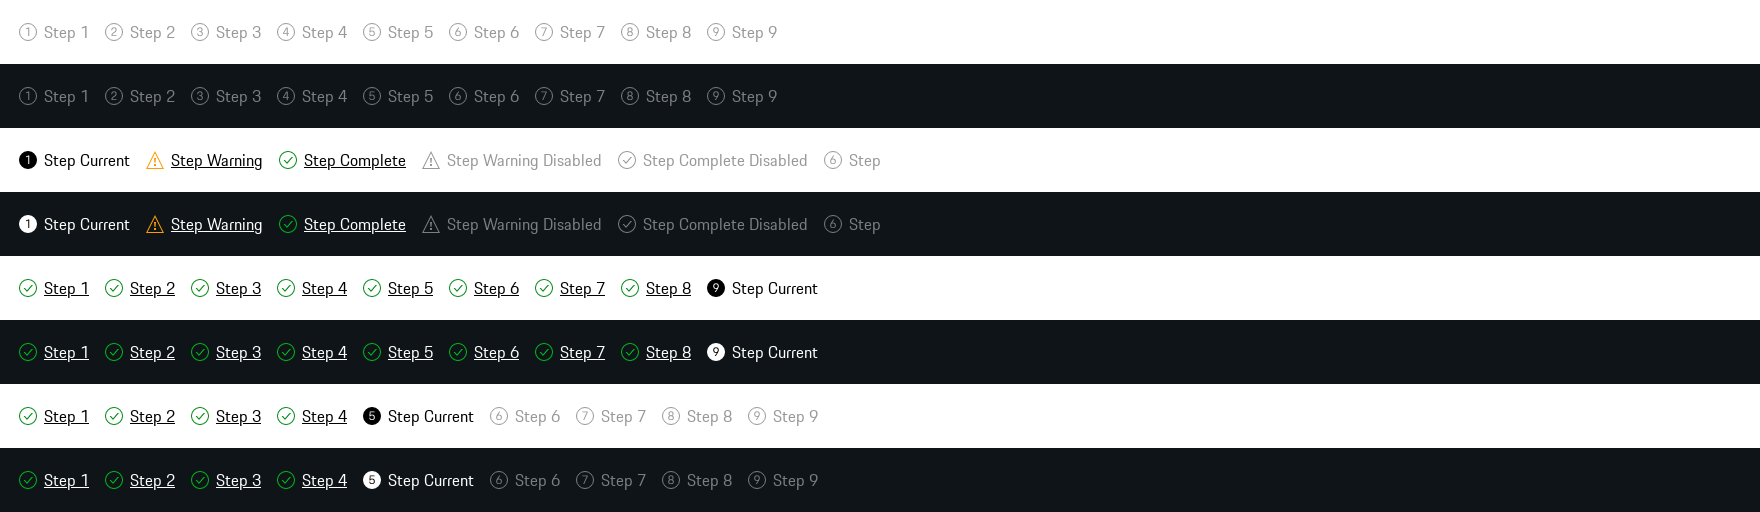 1 Step 1 2 Step 2 3 Step 3 4 Step 4 5 Step 5 6 Step 6 7 Step 7 8 Step 8 9 Step 9
1 Step 1 2 Step 2 3 Step 3 4 Step 4 5 Step 5 6 Step 6 7 Step 7 8 Step 8 9 Step 9
1 Step Current Step Warning Step Complete Step Warning Disabled Step Complete Disabled 6 Step
1 Step Current Step Warning Step Complete Step Warning Disabled Step Complete Disabled 6 Step
Step 1 Step 2 Step 3 Step 4 Step 5 Step 6 Step 7 Step 8 9 Step Current
Step 1 Step 2 Step 3 Step 4 Step 5 Step 6 Step 7 Step 8 9 Step Current
Step 1 Step 2 Step 3 Step 4 5 Step Current 6 Step 6 7 Step 7 8 Step 8 9 Step 9
Step 1 Step 2 Step 3 Step 4 5 Step Current 6 Step 6 7 Step 7 8 Step 8 9 Step 9